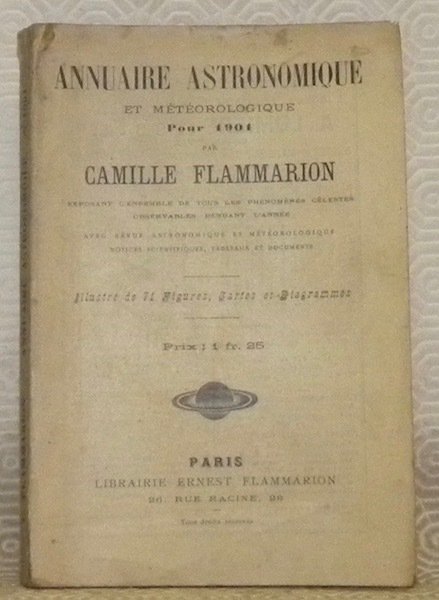 ANNUAIRE ASTRONOMIQUE
ET MÉTÉOROLOGIQUE
Pour 1901
PAR
CAMILLE FLAMMARION
EXPOSANT L'ENSEMBLE DE TOUS LES PHÉNOMÈNES CÉLESTES
OBSERVABLES PENDANT L'ANNÉE
AVEC REVUE ASTRONOMIQUE ET MÉTÉOROLOGIQUE
NOTICES SCIENTIFIQUES, TABLEAUX ET DOCUMENTS
Illustré de 71 Figures, Cartes et Diagrammes
Prix : 1 fr. 25
PARIS
LIBRAIRIE ERNEST FLAMMARION
26, RUE RACINE, 26
Tous droits réservés